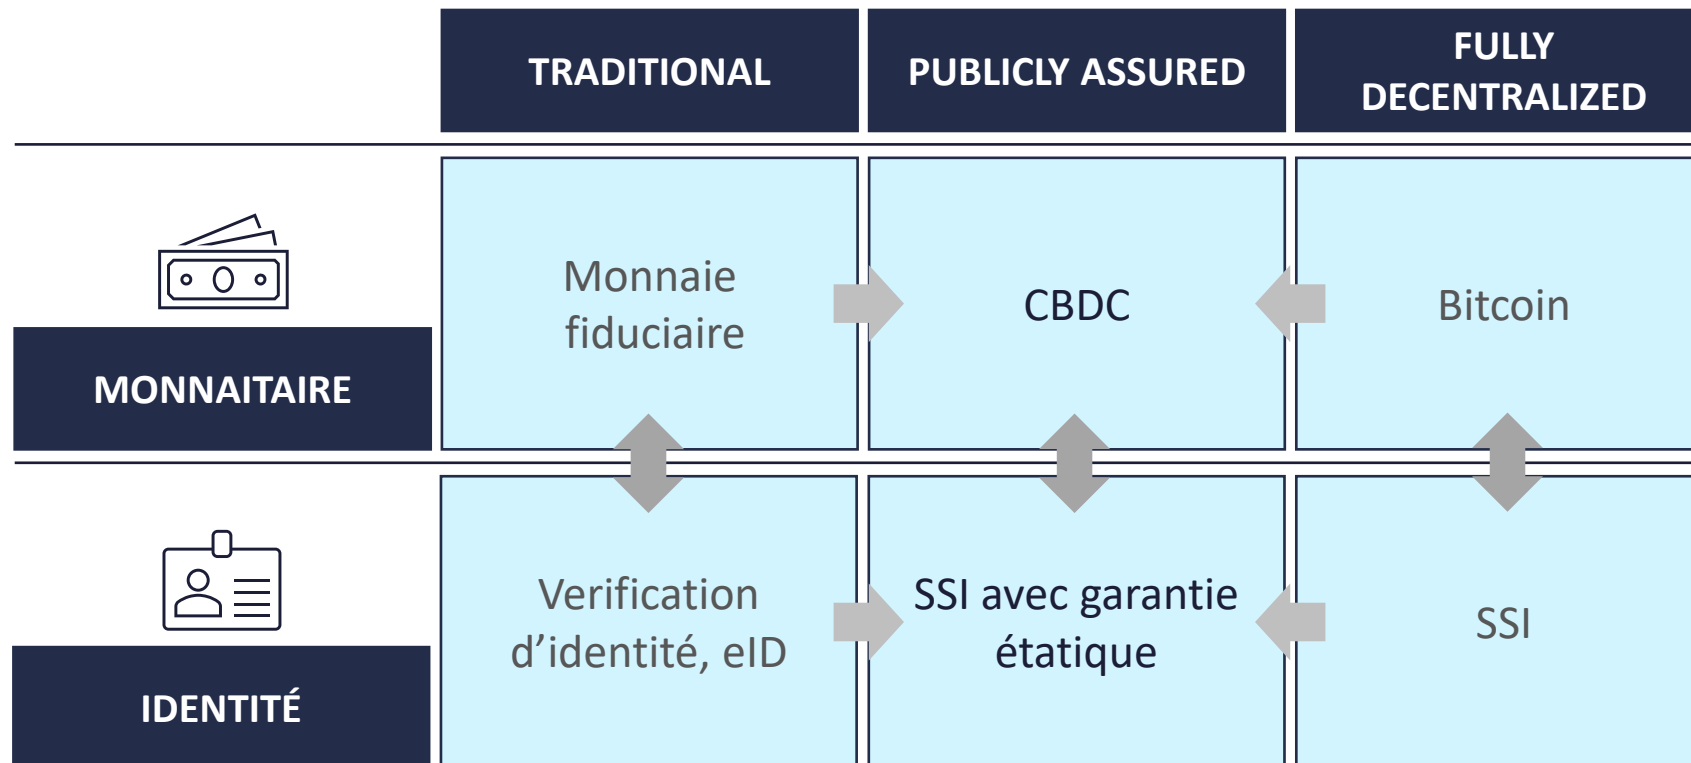 TRADITIONAL
PUBLICLY ASSURED
FULLY
DECENTRALIZED
MONNAITAIRE
Monnaie
fiduciaire
CBDC
Bitcoin
IDENTITÉ
Verification
d’identité, eID
SSI avec garantie
étatique
SSI